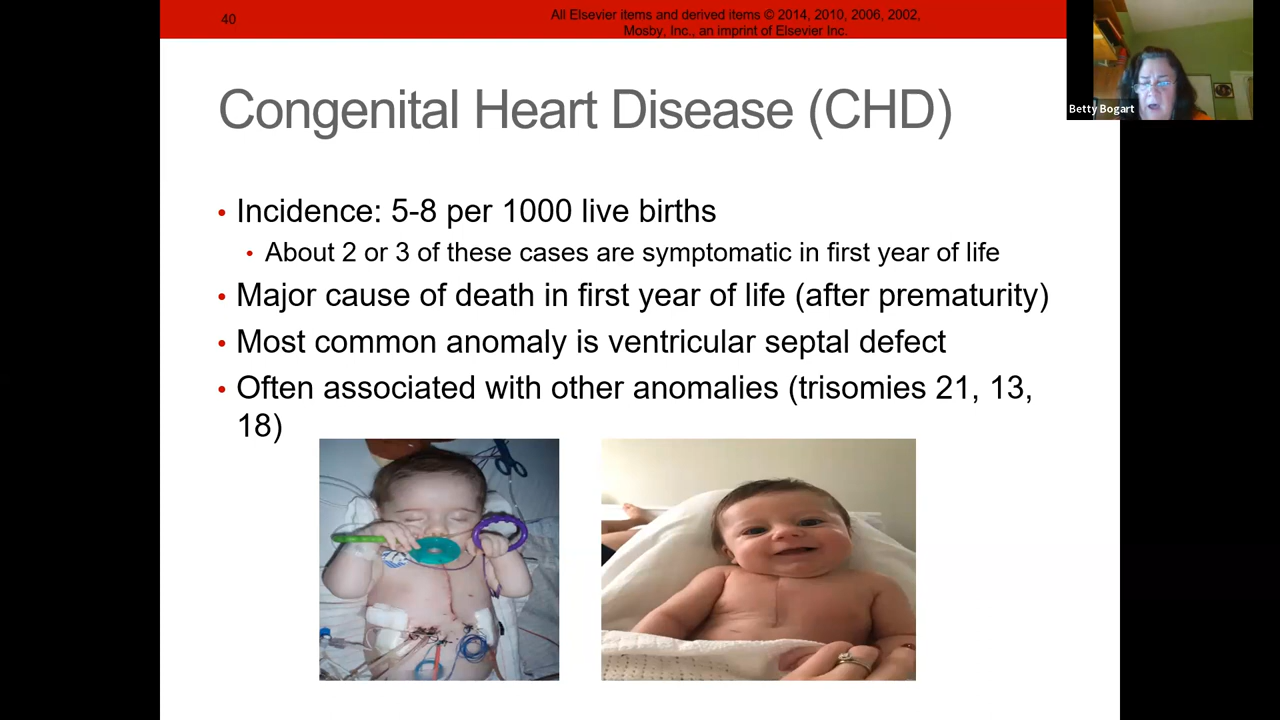 40
All Elsevier items and derived items © 2014, 2010, 2006, 2002,
Mosby, Inc., an imprint of Elsevier Inc.
Betty Bogart
Congenital Heart Disease (CHD)
• Incidence: 5-8 per 1000 live births
• About 2 or 3 of these cases are symptomatic in first year of life
• Major cause of death in first year of life (after prematurity)
• Most common anomaly is ventricular septal defect
• Often associated with other anomalies (trisomies 21, 13,
18)